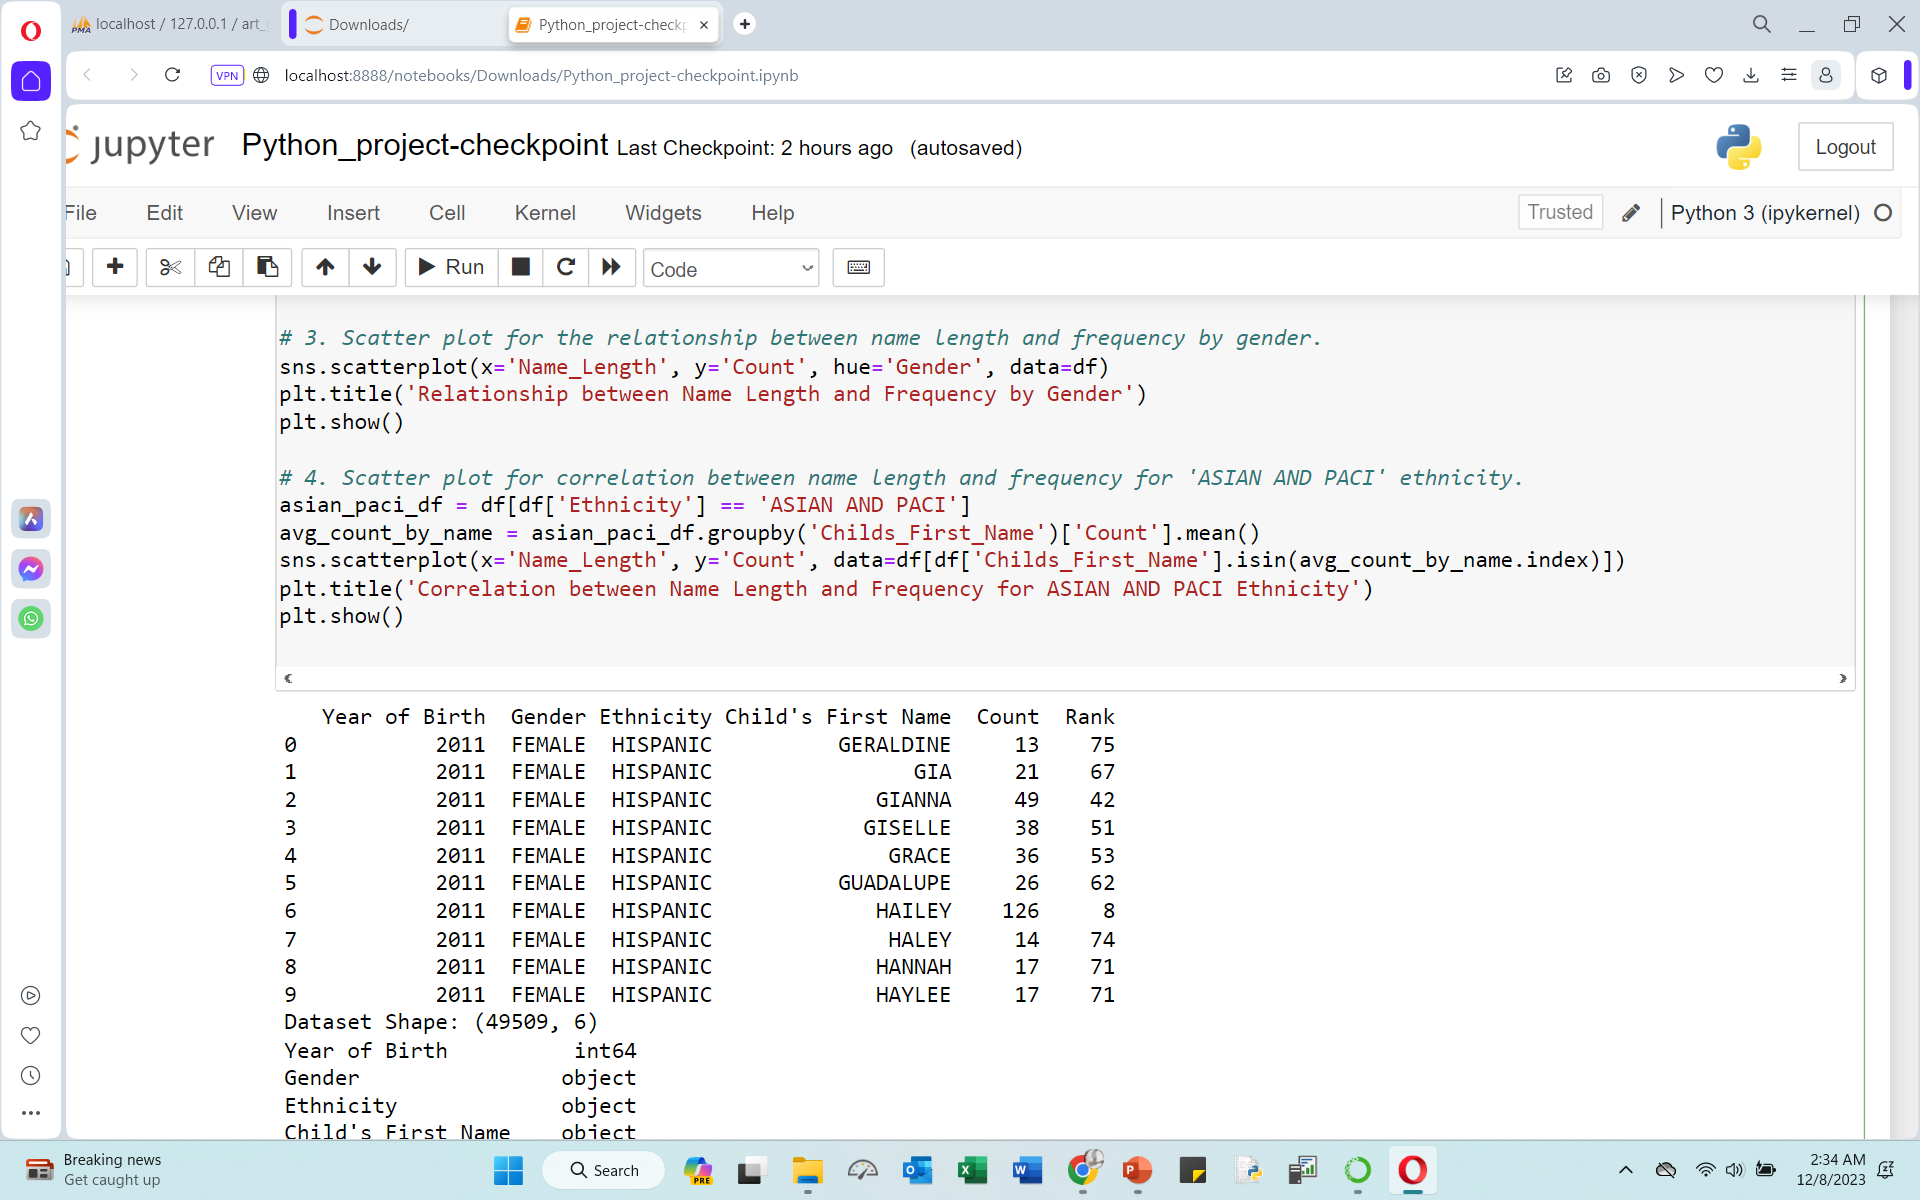 localhost / 127.0.0.1 / art_
Downloads/
Python_project-check
VPN
localhost:8888/notebooks/Downloads/Python_project-checkpoint.ipynb
jupyter
Python_project-checkpoint Last Checkpoint: 2 hours ago (autosaved)
Logout
File Edit View Insert Cell Kernel Widgets Help
Trusted
Python 3 (ipykernel)
Run
Code
# 3. Scatter plot for the relationship between name length and frequency by gender.
sns.scatterplot(x='Name_Length', y='Count', hue='Gender', data=df)
plt.title('Relationship between Name Length and Frequency by Gender')
plt.show()
# 4. Scatter plot for correlation between name length and frequency for 'ASIAN AND PACI' ethnicity.
asian_paci_df = df[df['Ethnicity'] == 'ASIAN AND PACI']
avg_count_by_name = asian_paci_df.groupby('Childs_First_Name')['Count'].mean()
sns.scatterplot(x='Name_Length', y='Count', data=df[df['Childs_First_Name'].isin(avg_count_by_name.index)])
plt.title('Correlation between Name Length and Frequency for ASIAN AND PACI Ethnicity')
plt.show()
Year of Birth Gender Ethnicity Child's First Name Count Rank
0 2011 FEMALE HISPANIC GERALDINE 13 75
1 2011 FEMALE HISPANIC GIA 21 67
2 2011 FEMALE HISPANIC GIANNA 49 42
3 2011 FEMALE HISPANIC GISELLE 38 51
4 2011 FEMALE HISPANIC GRACE 36 53
5 2011 FEMALE HISPANIC GUADALUPE 26 62
6 2011 FEMALE HISPANIC HAILEY 126 8
7 2011 FEMALE HISPANIC HALEY 14 74
8 2011 FEMALE HISPANIC HANNAH 17 71
9 2011 FEMALE HISPANIC HAYLEE 17 71
Dataset Shape: (49509, 6)
Year of Birth int64
Gender object
Ethnicity object
Child's First Name object
Breaking news
Get caught up
Search
PRE
2:34 AM
12/8/2023